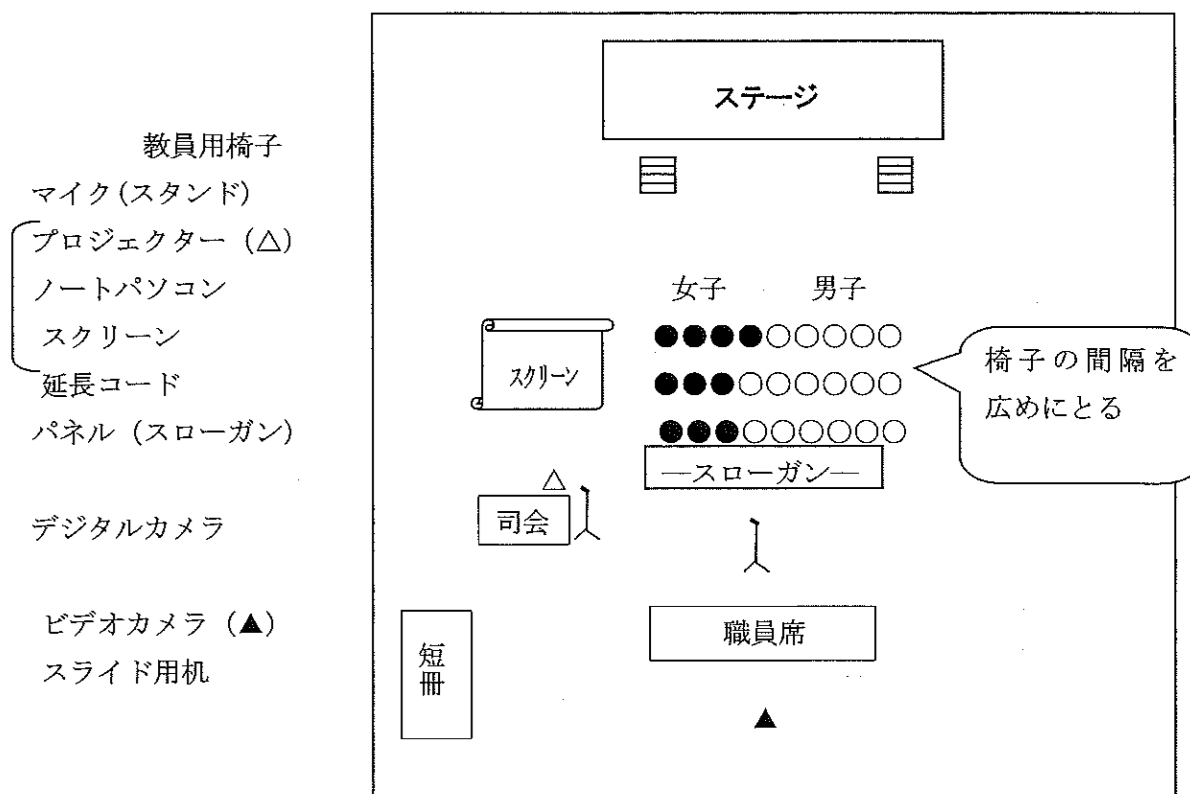 教員用椅子
マイク(スタンド)
プロジェクター（△）
ノートパソコン
スクリーン
延長コード
パネル（スローガン）
デジタルカメラ
ビデオカメラ（▲）
スライド用机
ステージ
女子
男子
スクリーン
椅子の間隔を
広めにとる
―スローガン―
司会
職員席
短冊